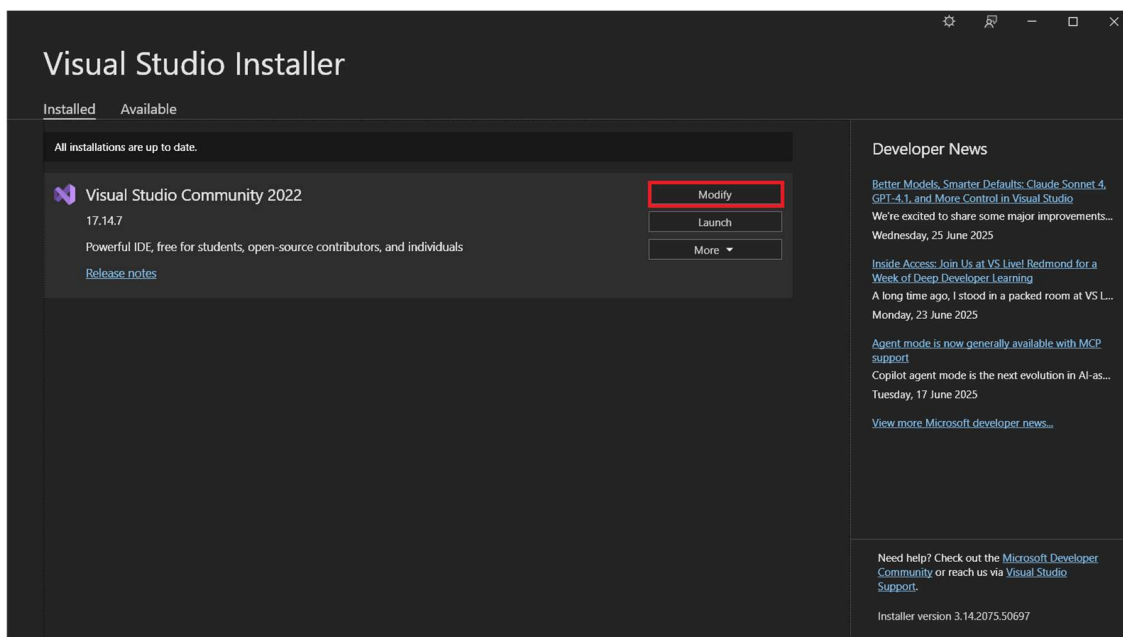 Visual Studio Installer
Installed
Available
All installations are up to date.
Visual Studio Community 2022
17.14.7
Powerful IDE, free for students, open-source contributors, and individuals
Release notes
Modify
Launch
More
Developer News
Better Models, Smarter Defaults: Claude Sonnet 4,
GPT-4.1, and More Control in Visual Studio
We're excited to share some major improvements...
Wednesday, 25 June 2025
Inside Access: Join Us at VS Live! Redmond for a
Week of Deep Developer Learning
A long time ago, I stood in a packed room at VS L...
Monday, 23 June 2025
Agent mode is now generally available with MCP
support
Copilot agent mode is the next evolution in AI-as...
Tuesday, 17 June 2025
View more Microsoft developer news...
Need help? Check out the Microsoft Developer
Community or reach us via Visual Studio
Support.
Installer version 3.14.2075.50697